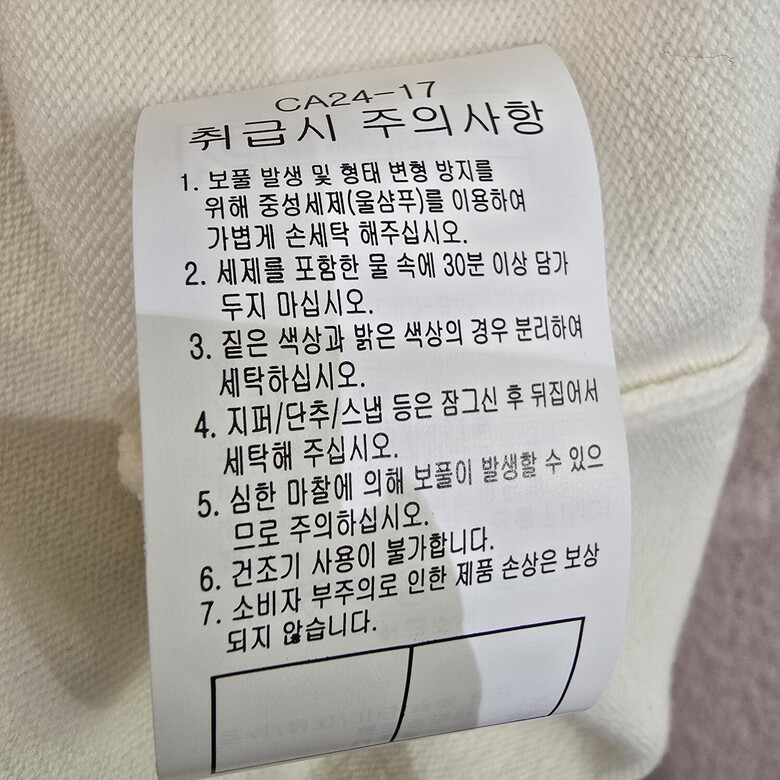 CA24-17
취급시 주의사항
1. 보풀 발생 및 형태 변형 방지를
위해 중성세제(울샴푸)를 이용하여
가볍게 손세탁 해주십시오.
2. 세제를 포함한 물 속에 30분 이상 담가
두지 마십시오.
3. 짙은 색상과 밝은 색상의 경우 분리하여
세탁하십시오.
4. 지퍼/단추/스냅 등은 잠그신 후 뒤집어서
세탁해 주십시오.
5. 심한 마찰에 의해 보풀이 발생할 수 있으
므로 주의하십시오.
6. 건조기 사용이 불가합니다.
7. 소비자 부주의로 인한 제품 손상은 보상
되지 않습니다.